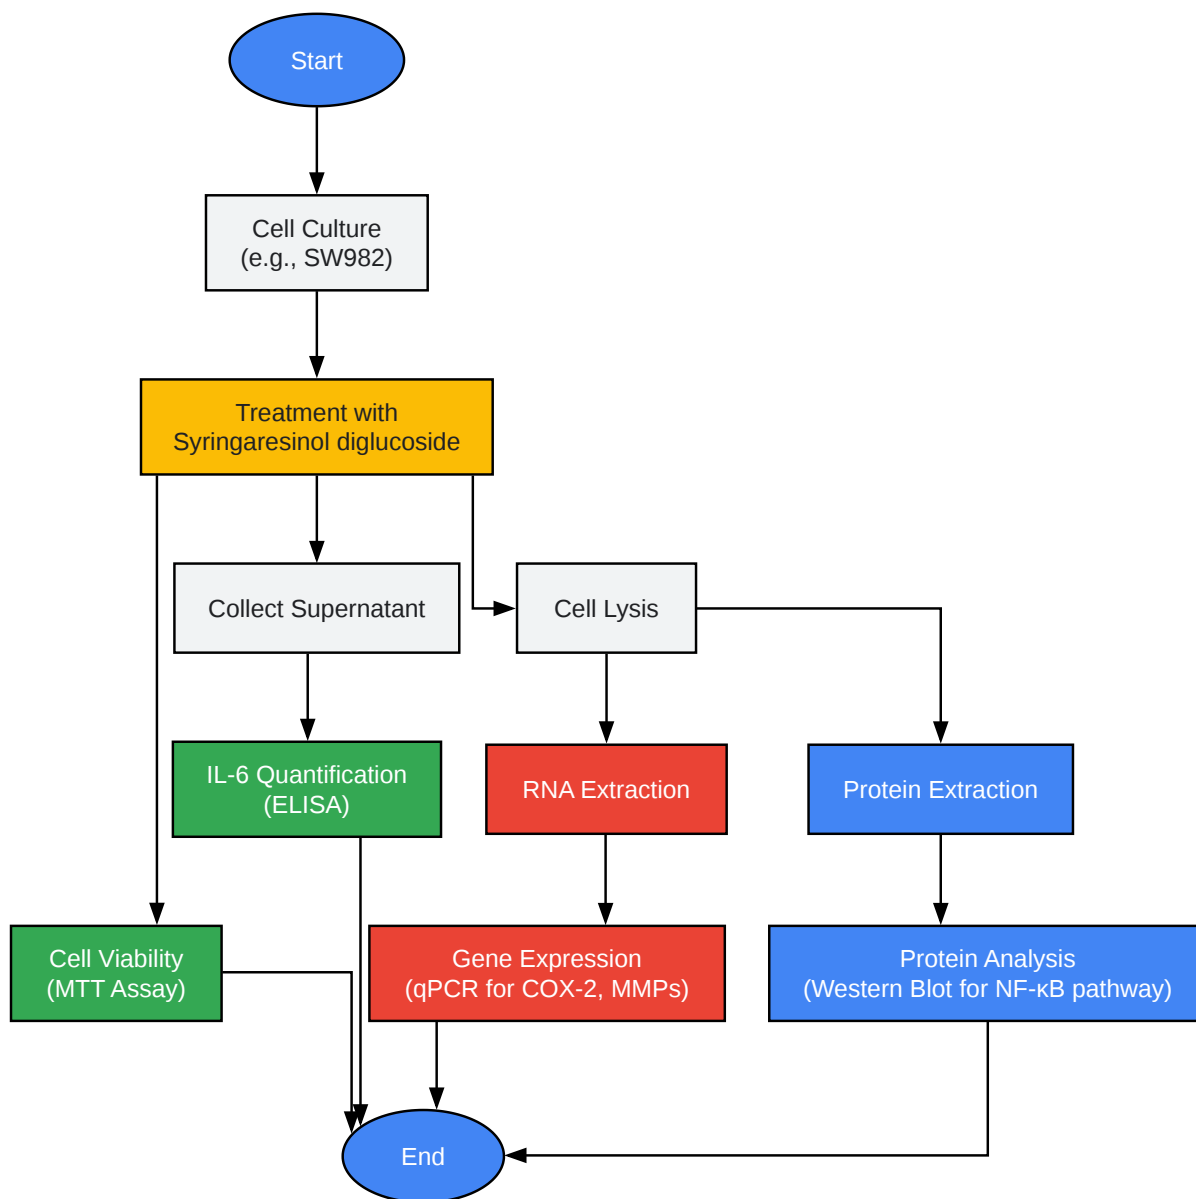 Start
Cell Culture
(e.g., SW982)
Treatment with
Syringaresinol diglucoside
Collect Supernatant
Cell Lysis
IL-6 Quantification
(ELISA)
RNA Extraction
Protein Extraction
Cell Viability
(MTT Assay)
Gene Expression
(qPCR for COX-2, MMPs)
Protein Analysis
(Western Blot for NF-κB pathway)
End